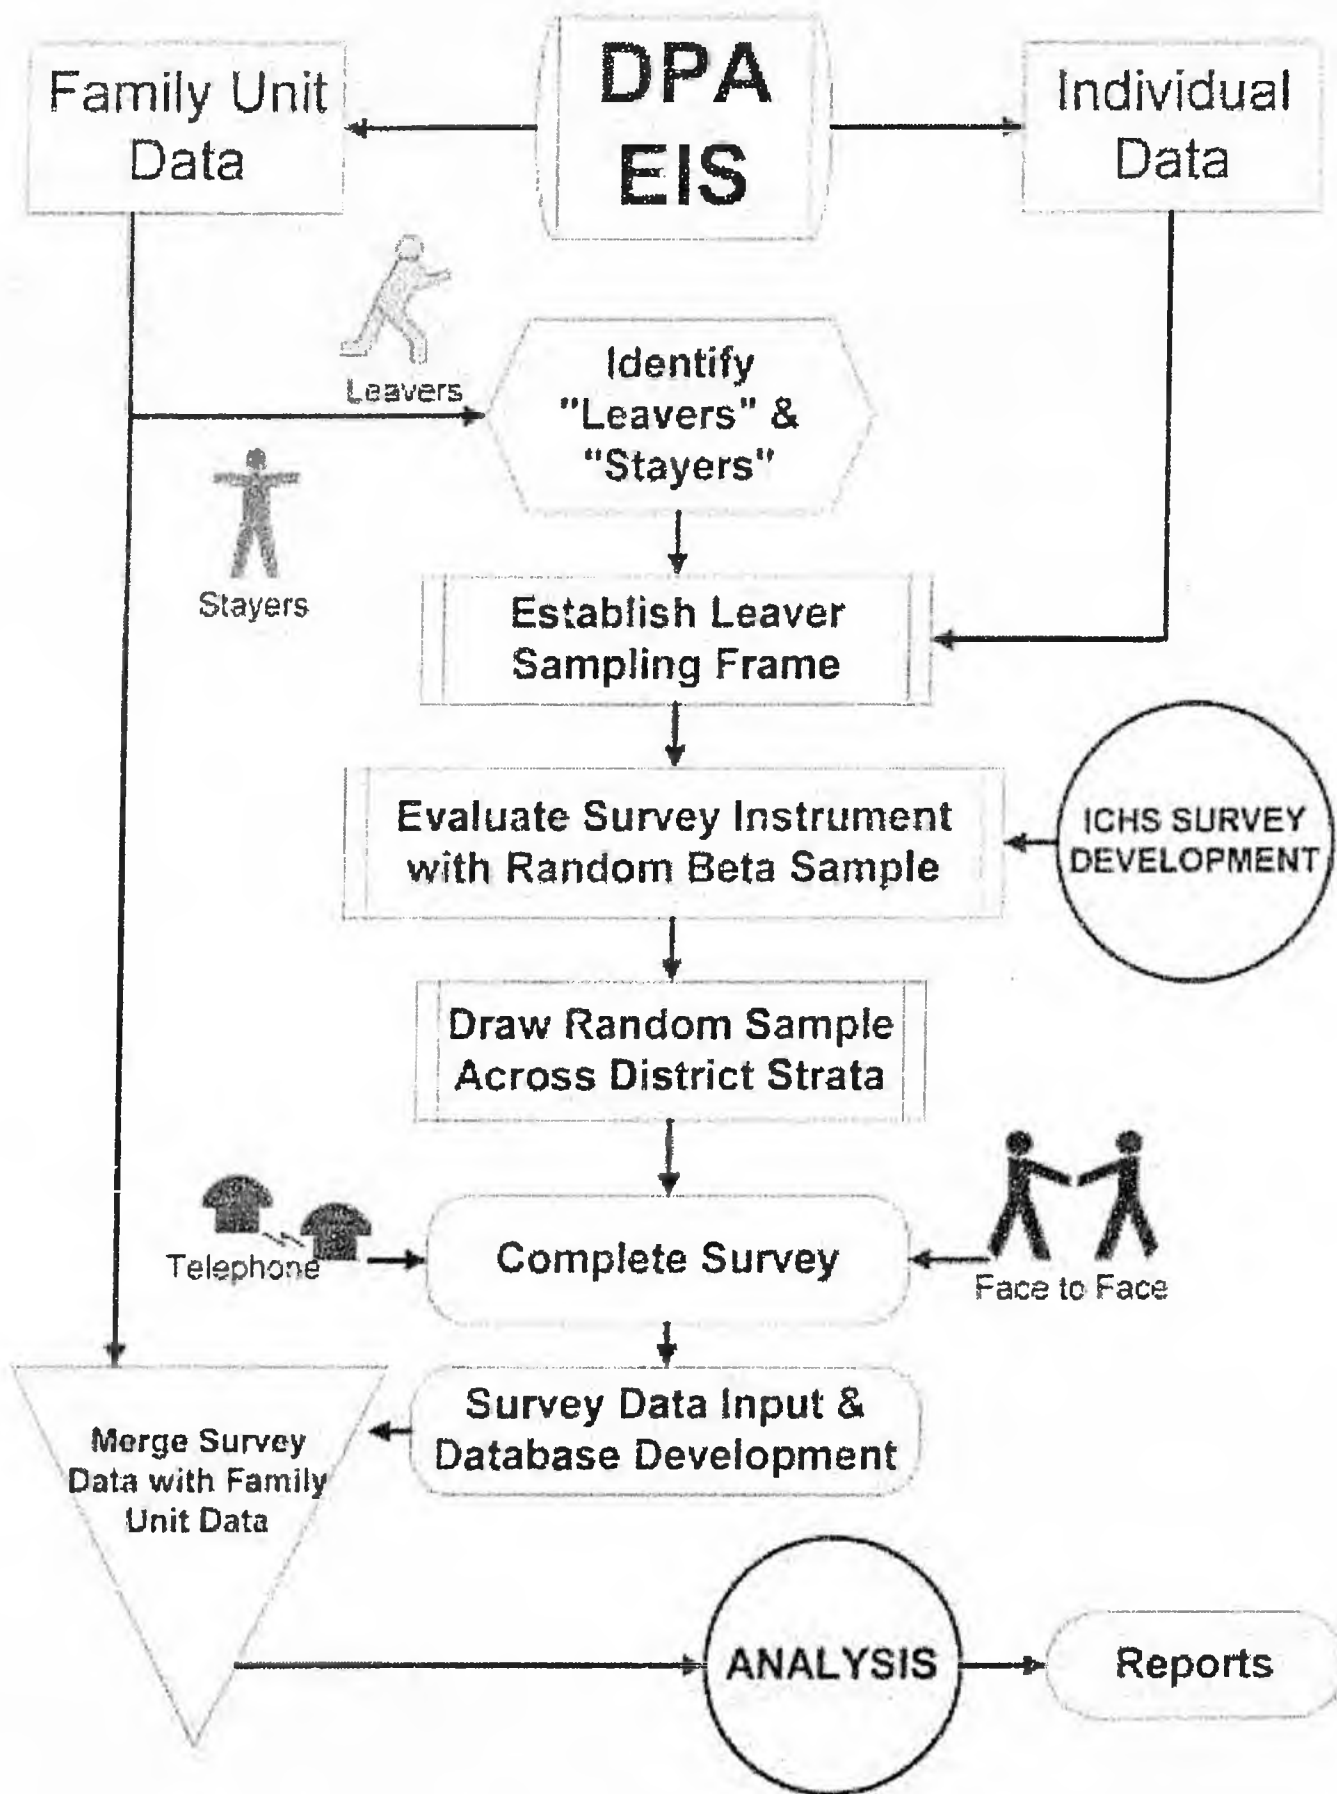 Family Unit
Data
DPA
EIS
Individual
Data
Leavers
Identify
"Leavers" &
"Stayers"
Stayers
Establish Leaver
Sampling Frame
Evaluate Survey Instrument
with Random Beta Sample
ICHS SURVEY
DEVELOPMENT
Draw Random Sample
Across District Strata
Telephone
Complete Survey
Face to Face
Survey Data Input &
Database Development
Merge Survey
Data with Family
Unit Data
ANALYSIS
Reports